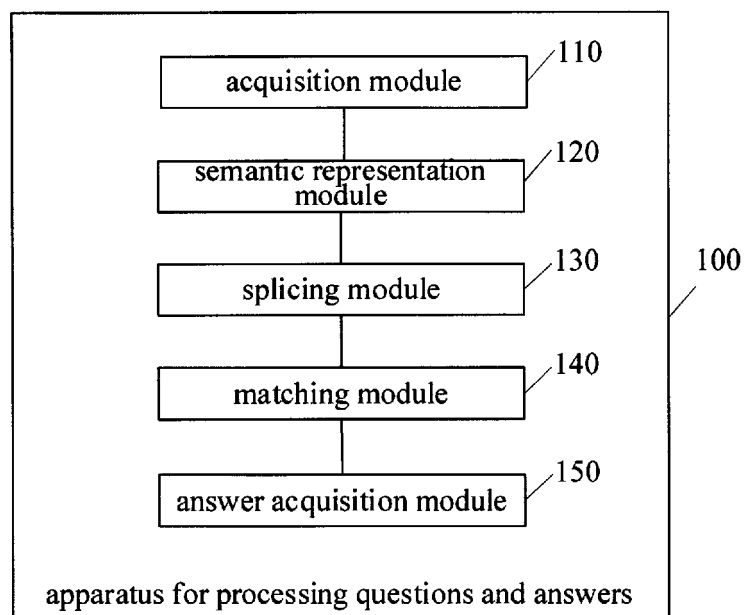 110
acquisition module
120
semantic representation
module
130
splicing module
100
140
matching module
150
answer acquisition module
apparatus for processing questions and answers